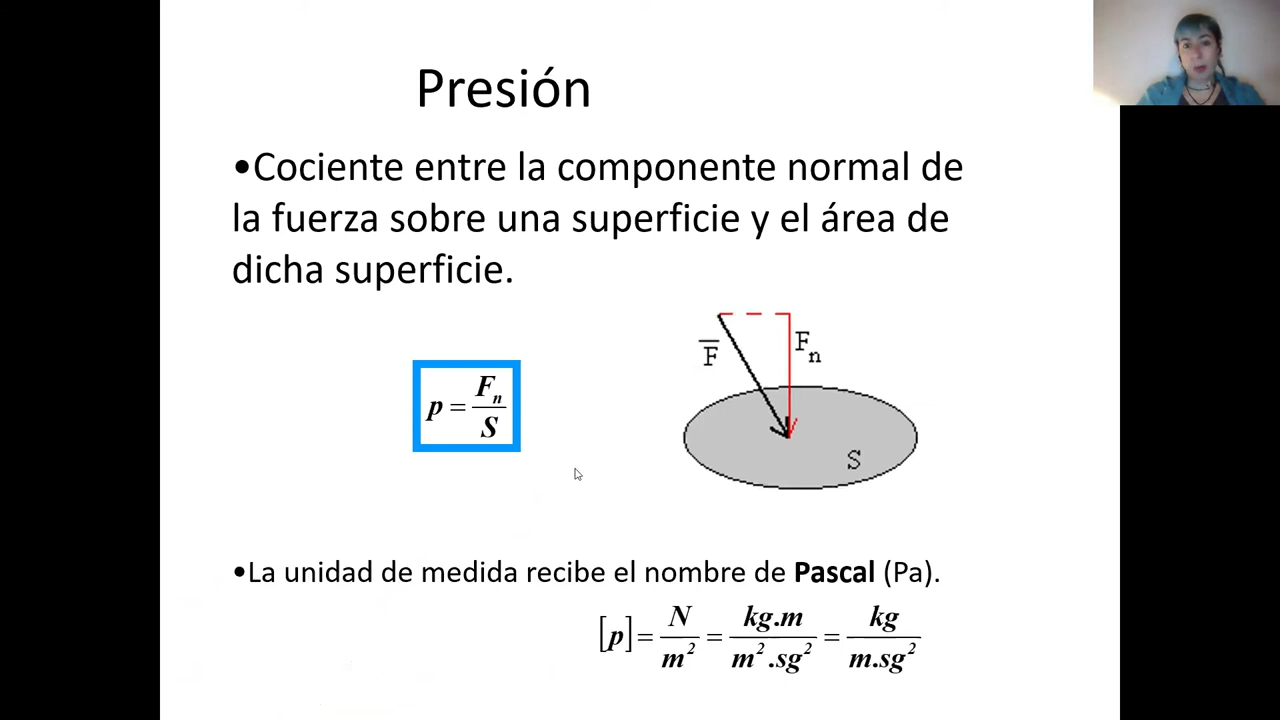 Presión
•Cociente entre la componente normal de
la fuerza sobre una superficie y el área de
dicha superficie.
F̅
Fₙ
p = Fₙ / S
S
•La unidad de medida recibe el nombre de Pascal (Pa).
[p] = N / m² = kg.m / m².sg² = kg / m.sg²